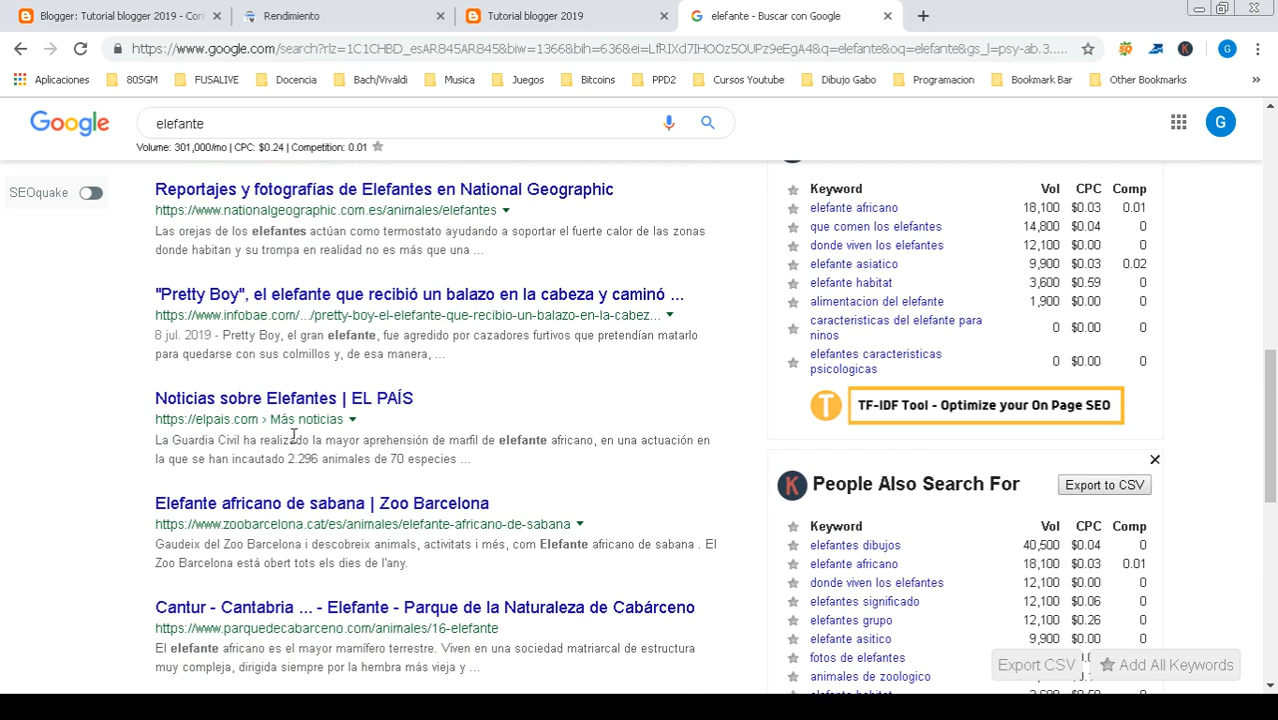 Blogger: Tutorial blogger 2019 - Con
Rendimiento
Tutorial blogger 2019
elefante - Buscar con Google
https://www.google.com/search?rlz=1C1CHBD_esAR845AR845&biw=1366&bih=636&ei=LfRIXd7IHOOz5OUPz9eEgA4&q=elefante&oq=elefante&gs_l=psy-ab.3.....
Aplicaciones
80SGM
FUSALIVE
Docencia
Bach/Vivaldi
Musica
Juegos
Bitcoins
PPD2
Cursos Youtube
Dibujo Gabo
Programacion
Bookmark Bar
Other Bookmarks
Google
elefante
G
Volume: 301,000/mo | CPC: $0.24 | Competition: 0.01
SEOquake
Reportajes y fotografías de Elefantes en National Geographic
https://www.nationalgeographic.com.es/animales/elefantes
Las orejas de los elefantes actúan como termostato ayudando a soportar el fuerte calor de las zonas
donde habitan y su trompa en realidad no es más que una ...
"Pretty Boy", el elefante que recibió un balazo en la cabeza y caminó ...
https://www.infobae.com/.../pretty-boy-el-elefante-que-recibio-un-balazo-en-la-cabez...
8 jul. 2019 - Pretty Boy, el gran elefante, fue agredido por cazadores furtivos que pretendían matarlo
para quedarse con sus colmillos y, de esa manera, ...
Noticias sobre Elefantes | EL PAÍS
https://elpais.com › Más noticias
La Guardia Civil ha realizado la mayor aprehensión de marfil de elefante africano, en una actuación en
la que se han incautado 2.296 animales de 70 especies ...
Elefante africano de sabana | Zoo Barcelona
https://www.zoobarcelona.cat/es/animales/elefante-africano-de-sabana
Gaudeix del Zoo Barcelona i descobreix animals, activitats i més, com Elefante africano de sabana . El
Zoo Barcelona està obert tots els dies de l'any.
Cantur - Cantabria ... - Elefante - Parque de la Naturaleza de Cabárceno
https://www.parquedecabarceno.com/animales/16-elefante
El elefante africano es el mayor mamífero terrestre. Viven en una sociedad matriarcal de estructura
muy compleja, dirigida siempre por la hembra más vieja y ...
Keyword Vol CPC Comp
elefante africano 18,100 $0.03 0.01
que comen los elefantes 14,800 $0.04 0
donde viven los elefantes 12,100 $0.00 0
elefante asiatico 9,900 $0.03 0.02
elefante habitat 3,600 $0.59 0
alimentacion del elefante 1,900 $0.00 0
caracteristicas del elefante para
ninos 0 $0.00 0
elefantes caracteristicas
psicologicas 0 $0.00 0
T TF-IDF Tool - Optimize your On Page SEO
K People Also Search For Export to CSV
Keyword Vol CPC Comp
elefantes dibujos 40,500 $0.04 0
elefante africano 18,100 $0.03 0.01
donde viven los elefantes 12,100 $0.00 0
elefantes significado 12,100 $0.06 0
elefantes grupo 12,100 $0.26 0
elefante asitico 9,900 $0.00 0
fotos de elefantes
animales de zoologico
elefante habitat
Export CSV
Add All Keywords